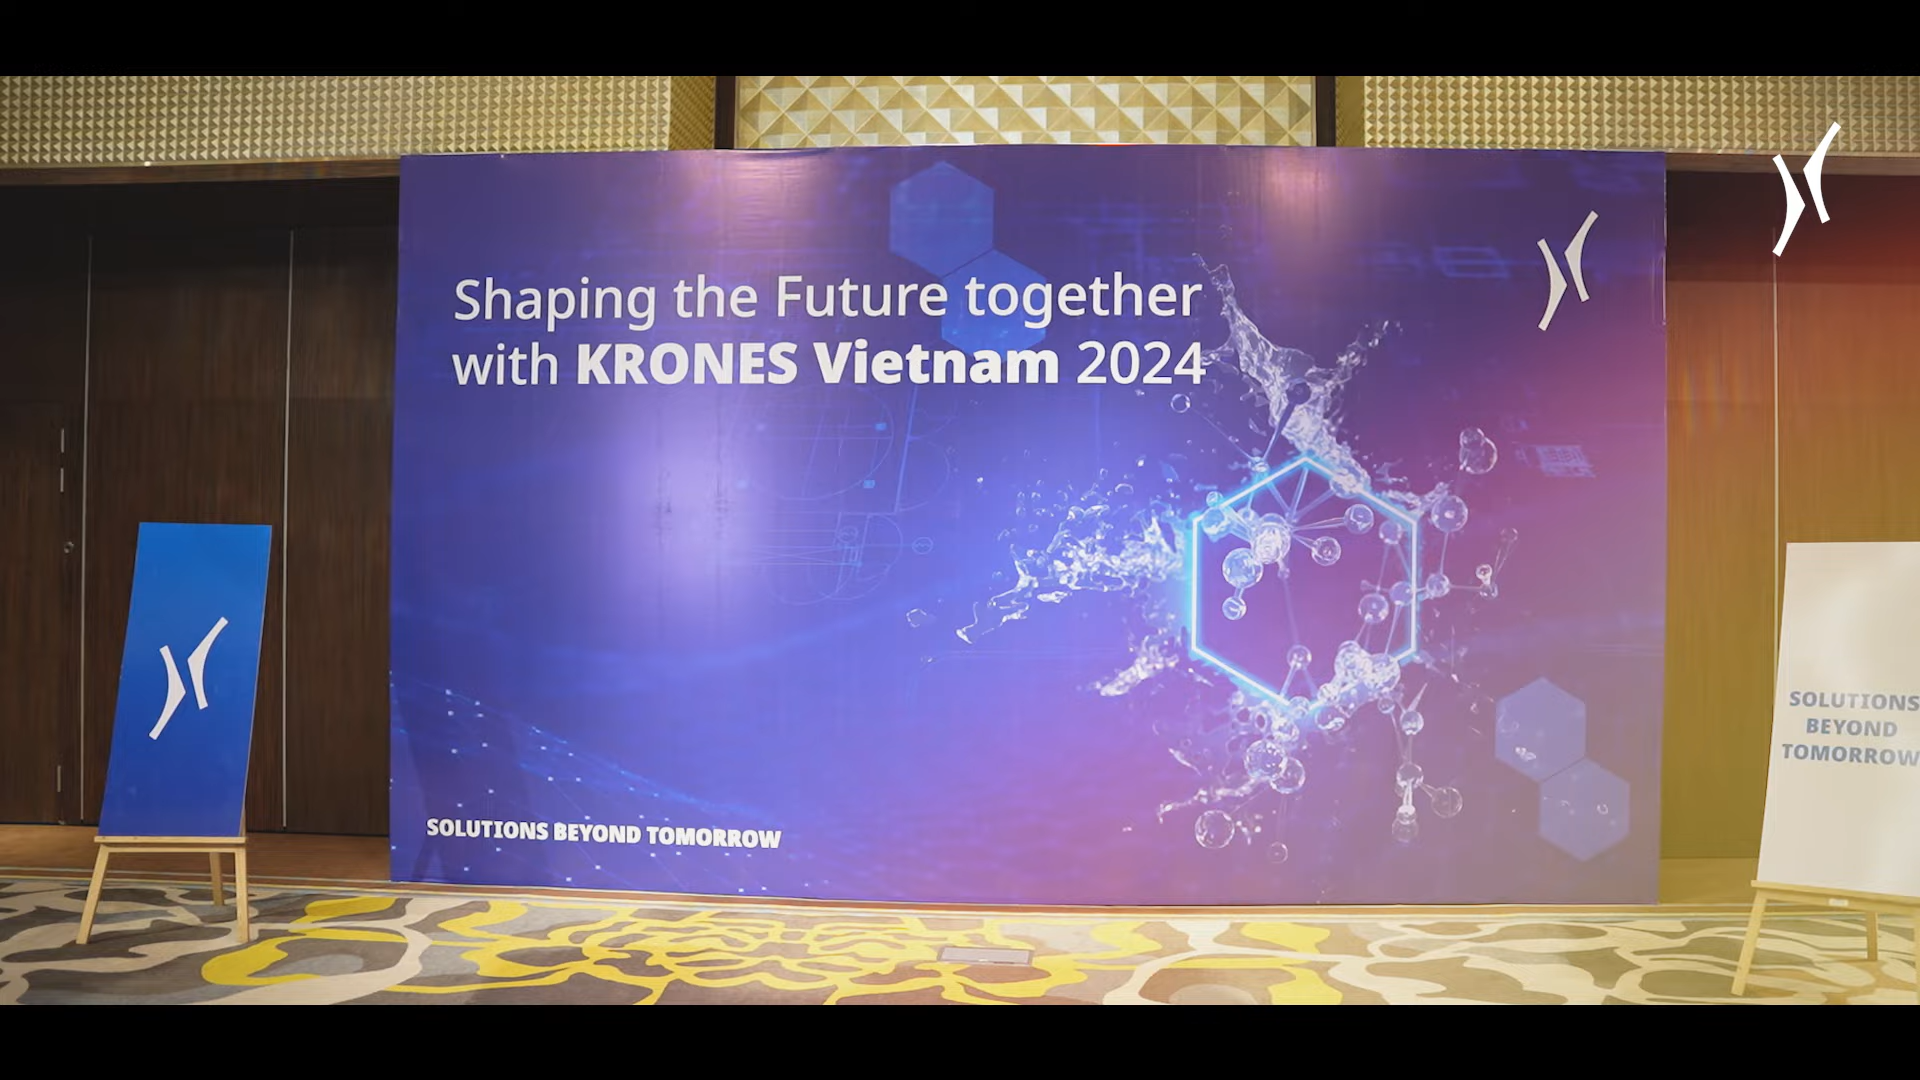 Shaping the Future together
with KRONES Vietnam 2024
SOLUTIONS BEYOND TOMORROW
SOLUTIONS
BEYOND
TOMORROW